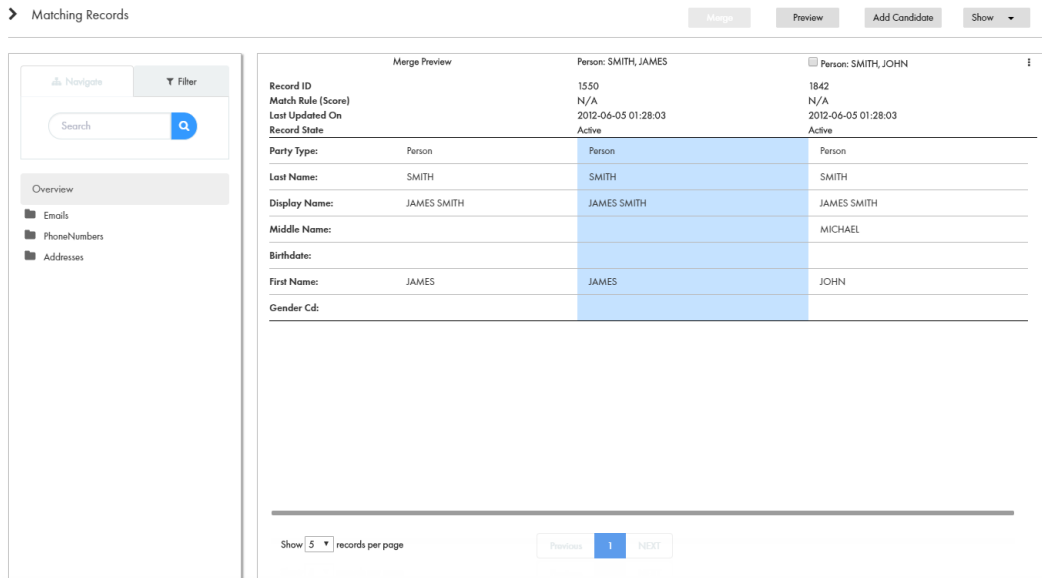 Matching Records
Merge Preview Add Candidate Show
Navigate Filter
Search
Overview
Emails
PhoneNumbers
Addresses
Merge Preview Person: SMITH, JAMES Person: SMITH, JOHN
Record ID 1550 1842
Match Rule (Score) N/A N/A
Last Updated On 2012-06-05 01:28:03 2012-06-05 01:28:03
Record State Active Active
Party Type: Person Person Person
Last Name: SMITH SMITH SMITH
Display Name: JAMES SMITH JAMES SMITH JAMES SMITH
Middle Name: MICHAEL
Birthdate:
First Name: JAMES JAMES JOHN
Gender Cd:
Show 5 records per page Previous 1 NEXT